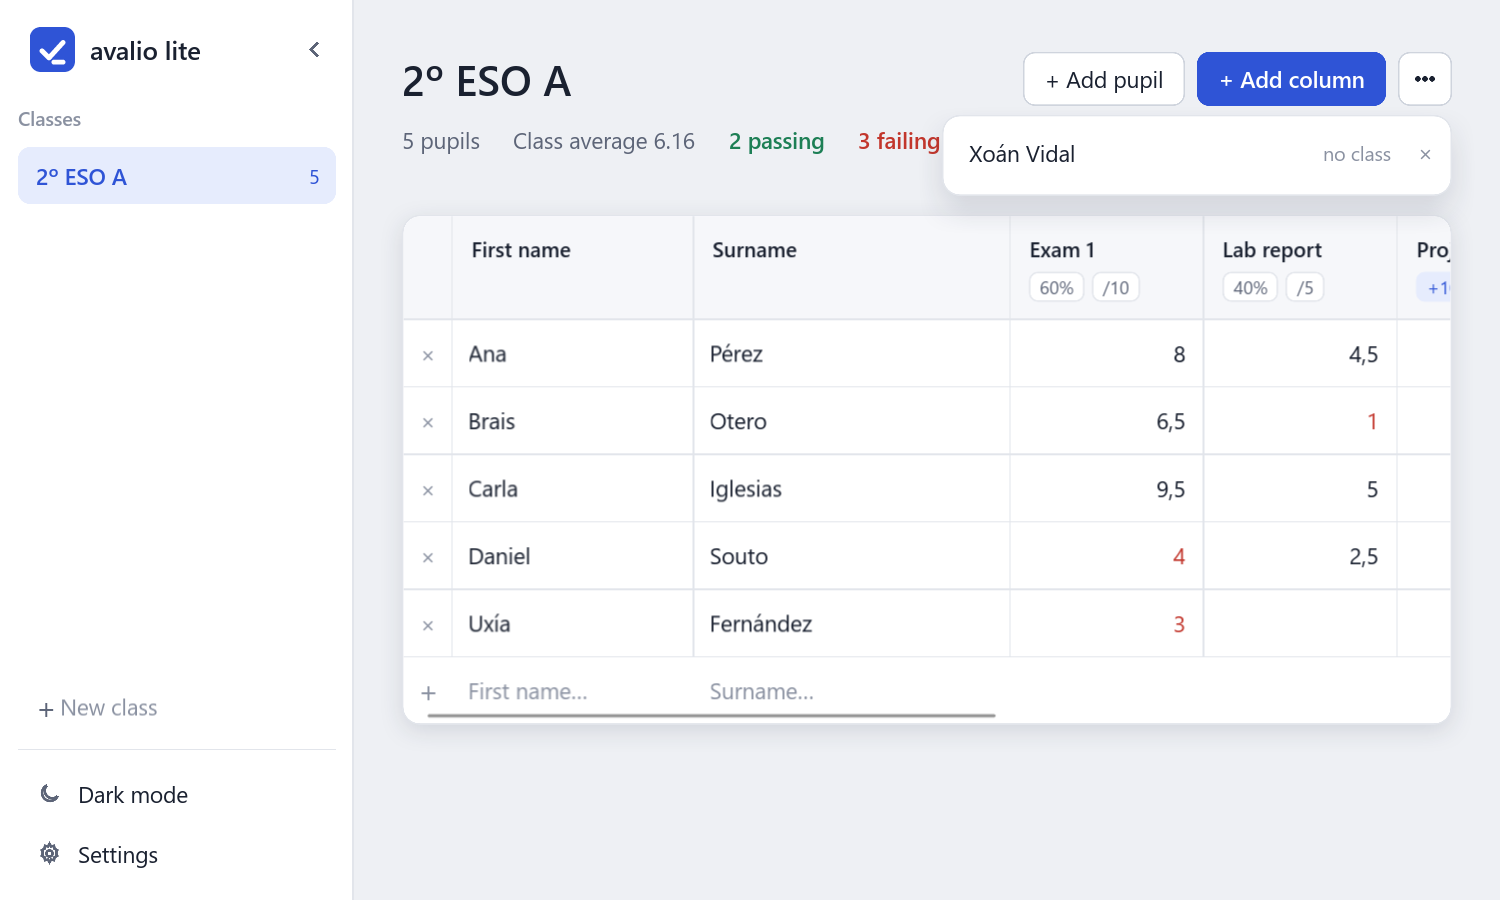 avalio lite
Classes
2º ESO A 5
+ New class
Dark mode
Settings
2º ESO A
+ Add pupil
+ Add column
•••
5 pupils Class average 6.16 2 passing 3 failing
Xoán Vidal no class ×
First name Surname Exam 1 Lab report
60% /10 40% /5
× Ana Pérez 8 4,5
× Brais Otero 6,5 1
× Carla Iglesias 9,5 5
× Daniel Souto 4 2,5
× Uxía Fernández 3
+ First name... Surname...